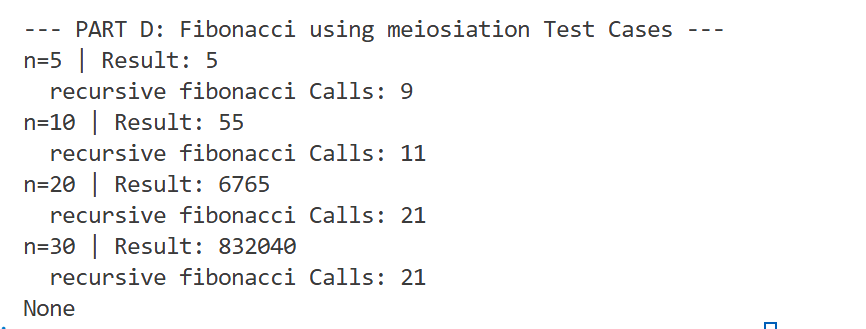 --- PART D: Fibonacci using meiosiation Test Cases ---
n=5 | Result: 5
  recursive fibonacci Calls: 9
n=10 | Result: 55
  recursive fibonacci Calls: 11
n=20 | Result: 6765
  recursive fibonacci Calls: 21
n=30 | Result: 832040
  recursive fibonacci Calls: 21
None